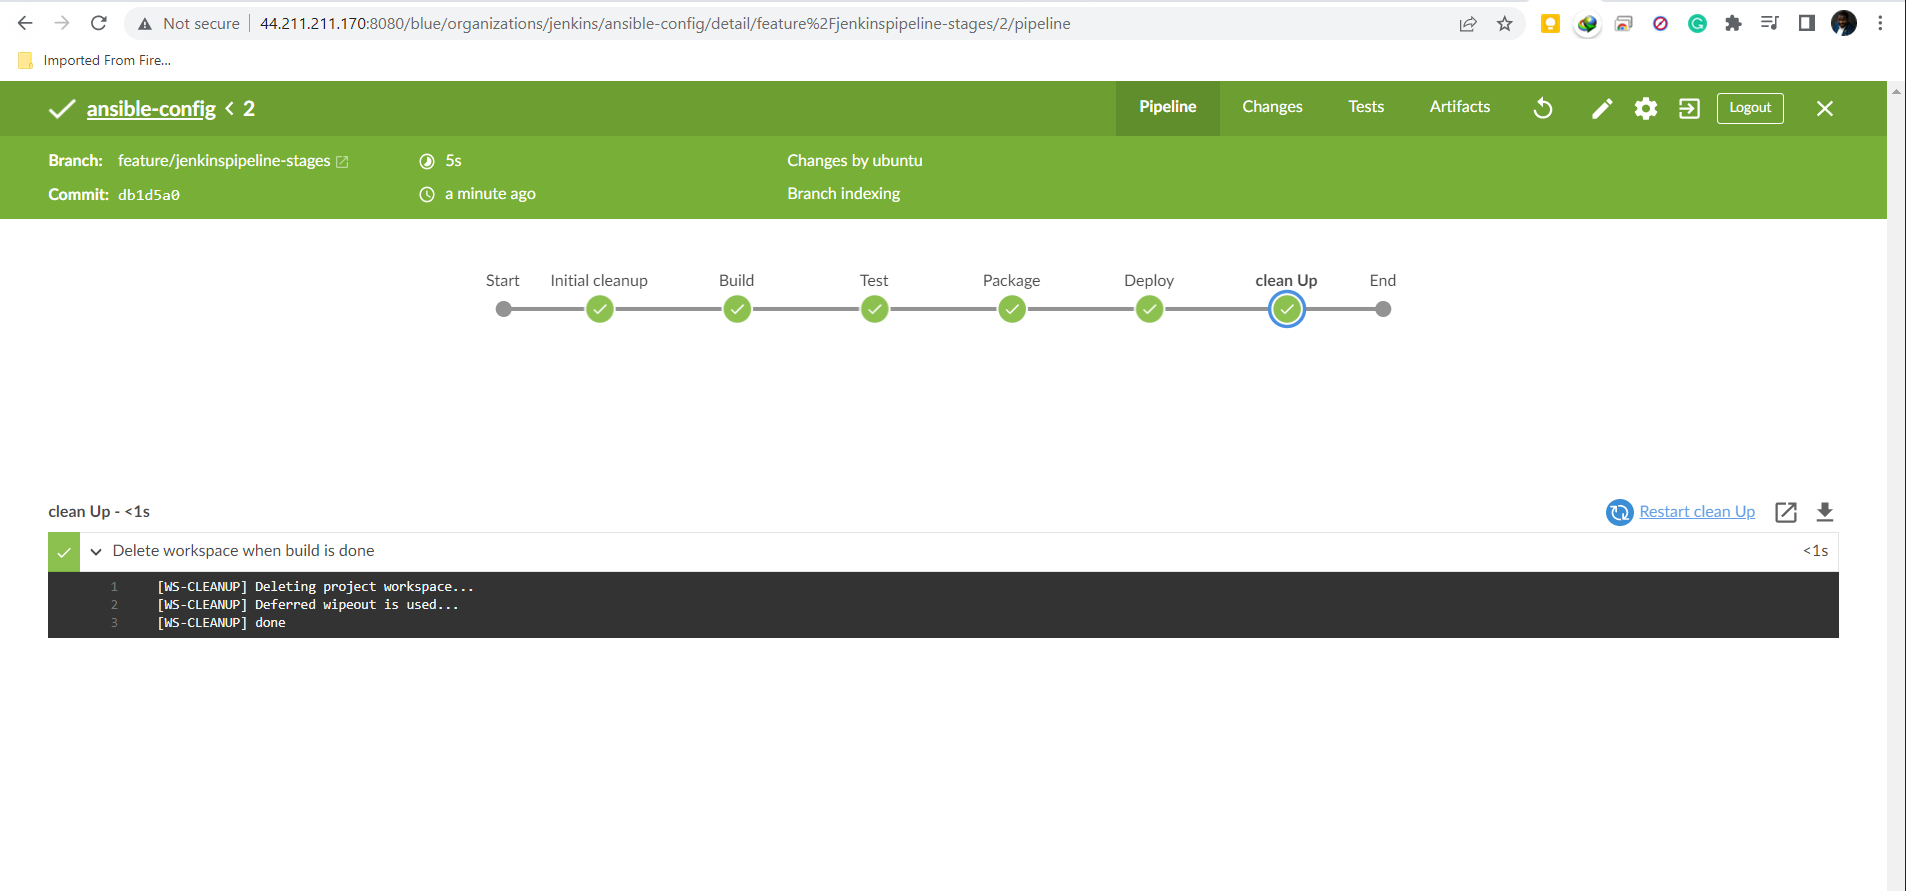 Not secure | 44.211.211.170:8080/blue/organizations/jenkins/ansible-config/detail/feature%2Fjenkinspipeline-stages/2/pipeline
Imported From Fire...
ansible-config < 2
Pipeline
Changes
Tests
Artifacts
Logout
Branch: feature/jenkinspipeline-stages
5s
Changes by ubuntu
Commit: db1d5a0
a minute ago
Branch indexing
Start
Initial cleanup
Build
Test
Package
Deploy
clean Up
End
clean Up - <1s
Restart clean Up
Delete workspace when build is done
<1s
1 [WS-CLEANUP] Deleting project workspace...
2 [WS-CLEANUP] Deferred wipeout is used...
3 [WS-CLEANUP] done